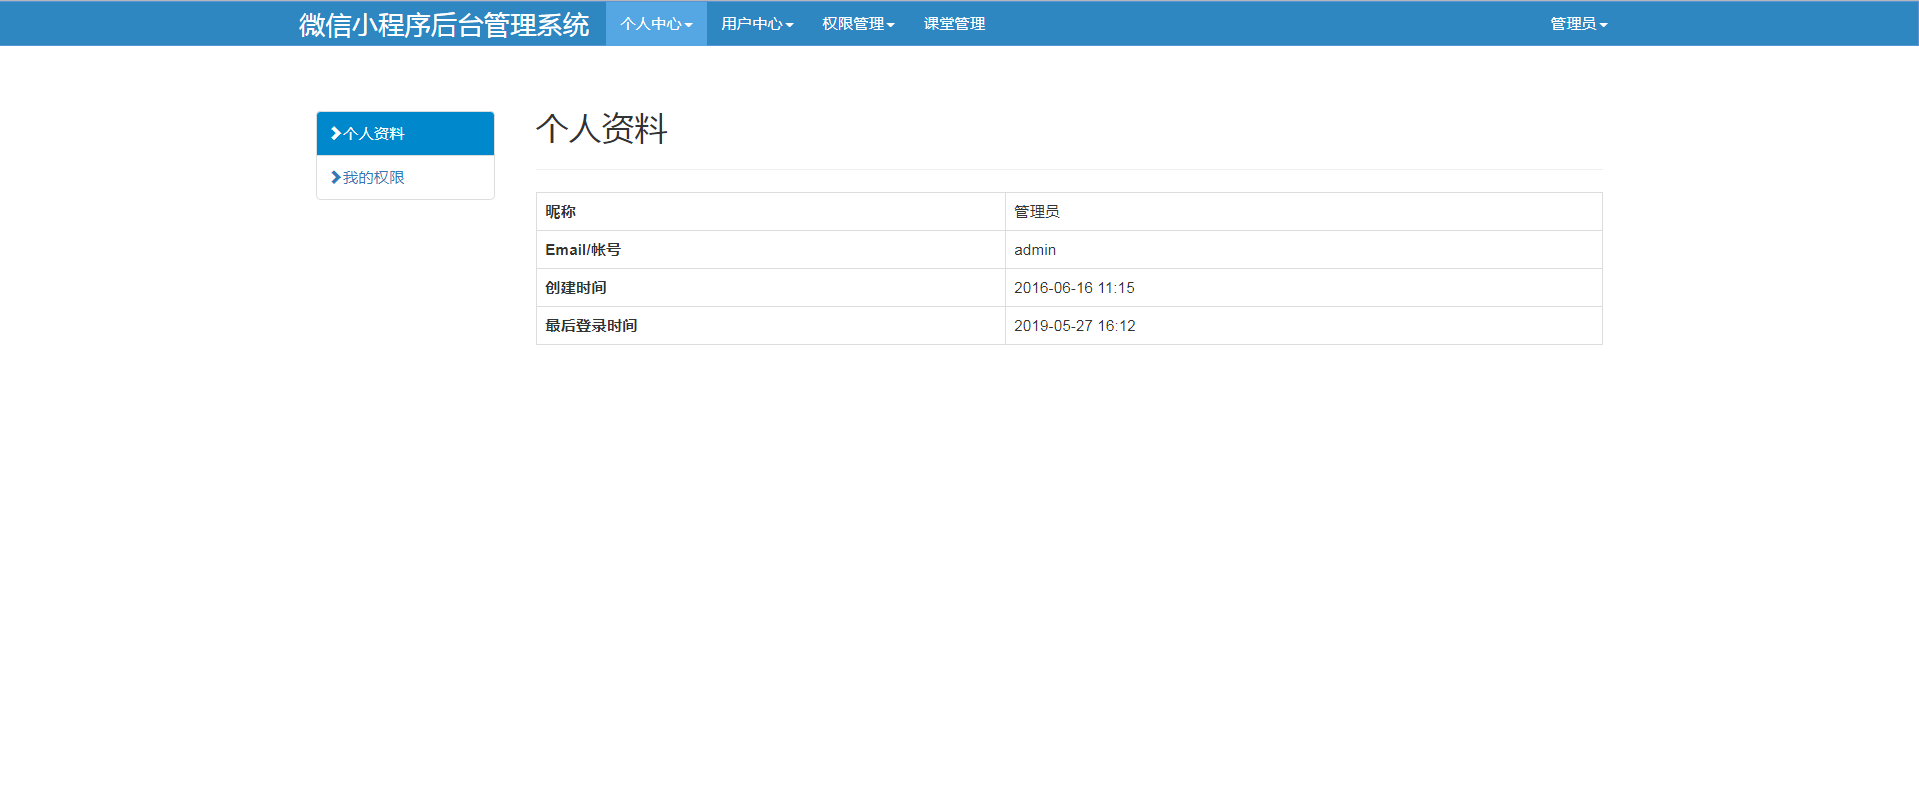 微信小程序后台管理系统 个人中心 用户中心 权限管理 课堂管理 管理员
个人资料
我的权限
个人资料
昵称 管理员
Email/帐号 admin
创建时间 2016-06-16 11:15
最后登录时间 2019-05-27 16:12